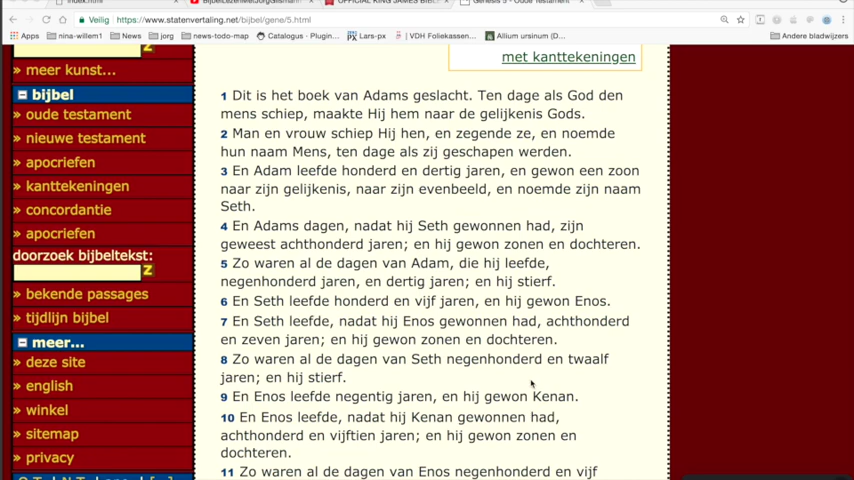 index.html
OFFICIAL KING JAMES BIBL
Genesis 5 - Oude Testament
Veilig
https://www.statenvertaling.net/bijbel/gene/5.html
Apps
nina-willem1
News
jorg
news-todo-map
Catalogus - Plugin...
Lars-px
VDH Foliekassen...
Allium ursinum (D...
Andere bladwijzers
z
» meer kunst...
bijbel
» oude testament
» nieuwe testament
» apocriefen
» kanttekeningen
» concordantie
» apocriefen
doorzoek bijbeltekst:
z
» bekende passages
» tijdlijn bijbel
meer...
» deze site
» english
» winkel
» sitemap
» privacy
met kanttekeningen
1 Dit is het boek van Adams geslacht. Ten dage als God den
mens schiep, maakte Hij hem naar de gelijkenis Gods.
2 Man en vrouw schiep Hij hen, en zegende ze, en noemde
hun naam Mens, ten dage als zij geschapen werden.
3 En Adam leefde honderd en dertig jaren, en gewon een zoon
naar zijn gelijkenis, naar zijn evenbeeld, en noemde zijn naam
Seth.
4 En Adams dagen, nadat hij Seth gewonnen had, zijn
geweest achthonderd jaren; en hij gewon zonen en dochteren.
5 Zo waren al de dagen van Adam, die hij leefde,
negenhonderd jaren, en dertig jaren; en hij stierf.
6 En Seth leefde honderd en vijf jaren, en hij gewon Enos.
7 En Seth leefde, nadat hij Enos gewonnen had, achthonderd
en zeven jaren; en hij gewon zonen en dochteren.
8 Zo waren al de dagen van Seth negenhonderd en twaalf
jaren; en hij stierf.
9 En Enos leefde negentig jaren, en hij gewon Kenan.
10 En Enos leefde, nadat hij Kenan gewonnen had,
achthonderd en vijftien jaren; en hij gewon zonen en
dochteren.
11 Zo waren al de dagen van Enos negenhonderd en vijf